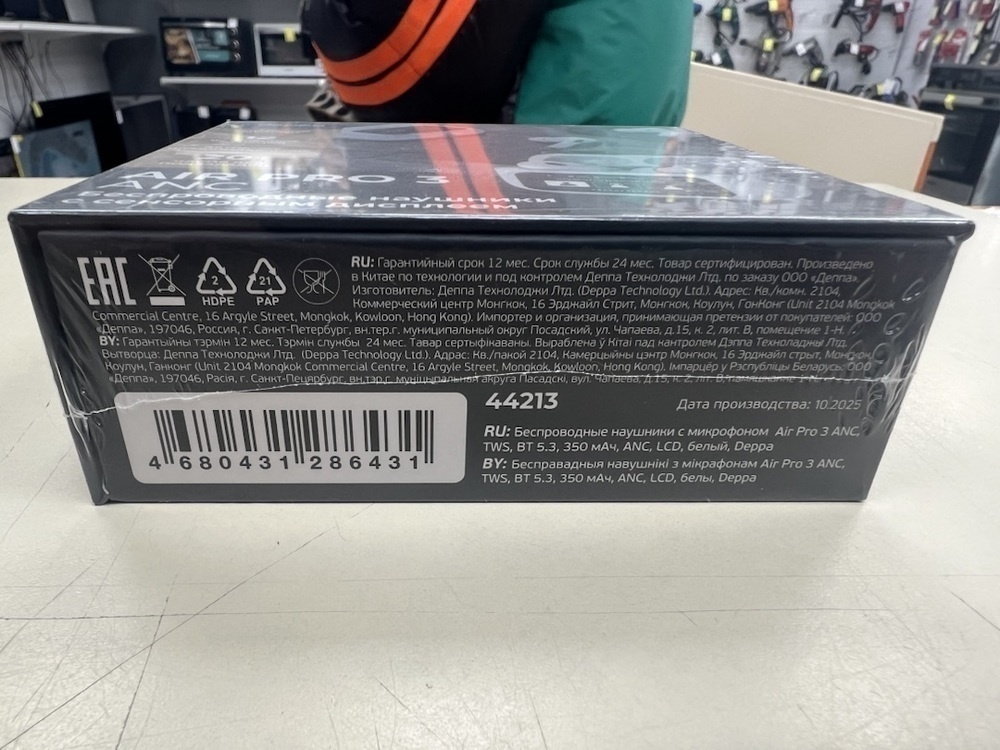 AIR PRO 3
ANC
Беспроводные наушники
с сенсорным дисплеем
EAC
2
HDPE
21
PAP
RU: Гарантийный срок 12 мес. Срок службы 24 мес. Товар сертифицирован. Произведено
в Китае по технологии и под контролем Деппа Технолоджи Лтд. по заказу ООО «Деппа».
Изготовитель: Деппа Технолоджи Лтд. (Deppa Technology Ltd.). Адрес: Кв./комн. 2104,
Коммерческий центр Монгкок, 16 Эрджайл Стрит, Монгкок, Коулун, ГонКонг (Unit 2104 Mongkok
Commercial Centre, 16 Argyle Street, Mongkok, Kowloon, Hong Kong). Импортер и организация, принимающая претензии от покупателей: ООО
«Деппа», 197046, Россия, г. Санкт-Петербург, вн.тер.г. муниципальный округ Посадский, ул. Чапаева, д.15, к. 2, лит. В, помещение 1-Н.
BY: Гарантыйны тэрмін 12 мес. Тэрмін службы 24 мес. Тавар сертыфікаваны. Выраблена ў Кітаі пад кантролем Дэппа Тэхналаджы Лтд.
Вытворца: Деппа Технолоджи Лтд. (Deppa Technology Ltd.). Адрас: Кв./пакой 2104, Камерцыйны цэнтр Монгкок, 16 Эрджайл стрыт, Монгкок,
Коулун, Ганконг (Unit 2104 Mongkok Commercial Centre, 16 Argyle Street, Mongkok, Kowloon, Hong Kong). Імпарцёр у Рэспубліцы Беларусь: ООО
«Деппа», 197046, Расія, г. Санкт-Пецярбург, вн.тэр.г. муніцыпальная акруга Пасадскі, вул. Чапаева, д.15, к. 2, лит. В, памяшканне 1-Н.
4 680431 286431
44213
Дата производства: 10.2025
RU: Беспроводные наушники с микрофоном Air Pro 3 ANC,
TWS, BT 5.3, 350 мАч, ANC, LCD, белый, Deppa
BY: Бесправадныя навушнікі з мікрафонам Air Pro 3 ANC,
TWS, BT 5.3, 350 мАч, ANC, LCD, белы, Deppa